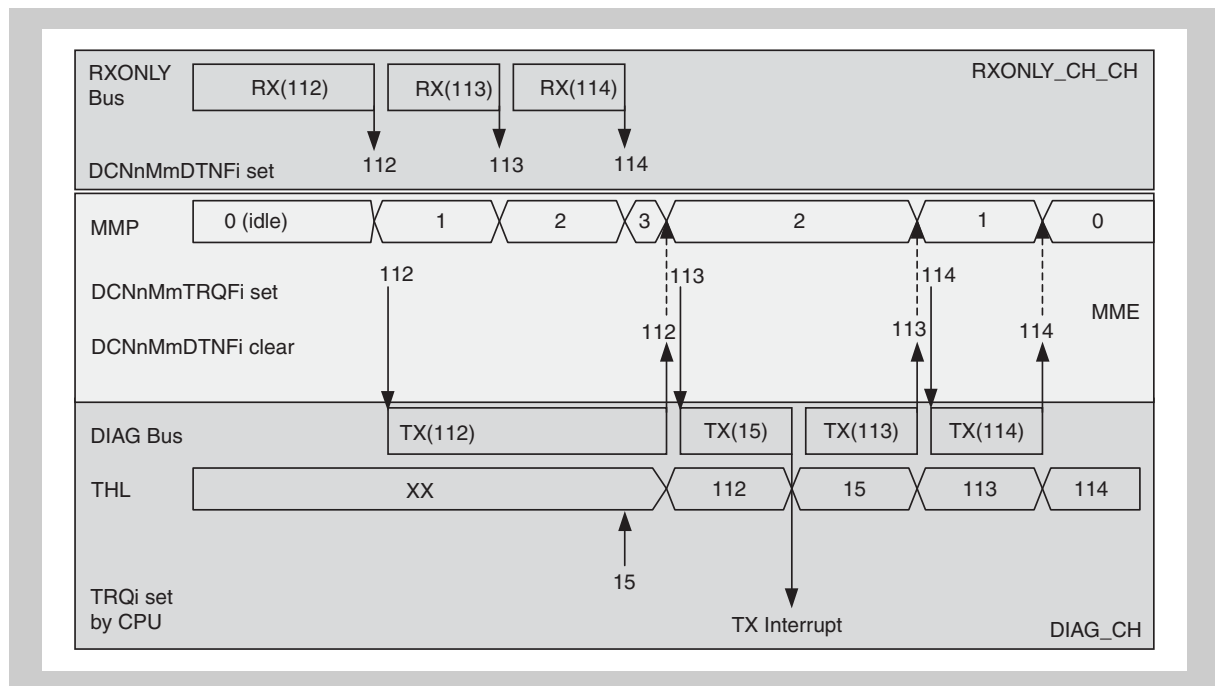 RXONLY Bus
RX(112) RX(113) RX(114)
RXONLY_CH_CH
DCNnMmDTNFi set
112 113 114
MMP
0 (idle) 1 2 3 2 1 0
112 113 114
DCNnMmTRQFi set
MME
112 113 114
DCNnMmDTNFi clear
DIAG Bus
TX(112) TX(15) TX(113) TX(114)
THL
XX 112 15 113 114
15
TRQi set
by CPU
TX Interrupt
DIAG_CH